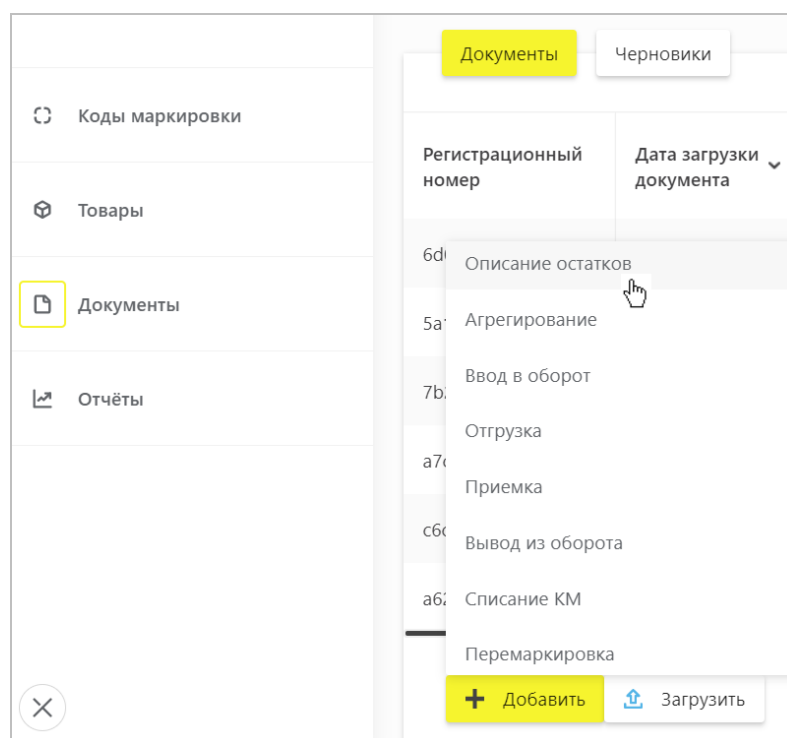 Документы
Черновики
Коды маркировки
Регистрационный
номер
Дата загрузки
документа
Товары
Описание остатков
Документы
Агрегирование
Ввод в оборот
Отчёты
Отгрузка
Приемка
Вывод из оборота
Списание КМ
Перемаркировка
Добавить
Загрузить